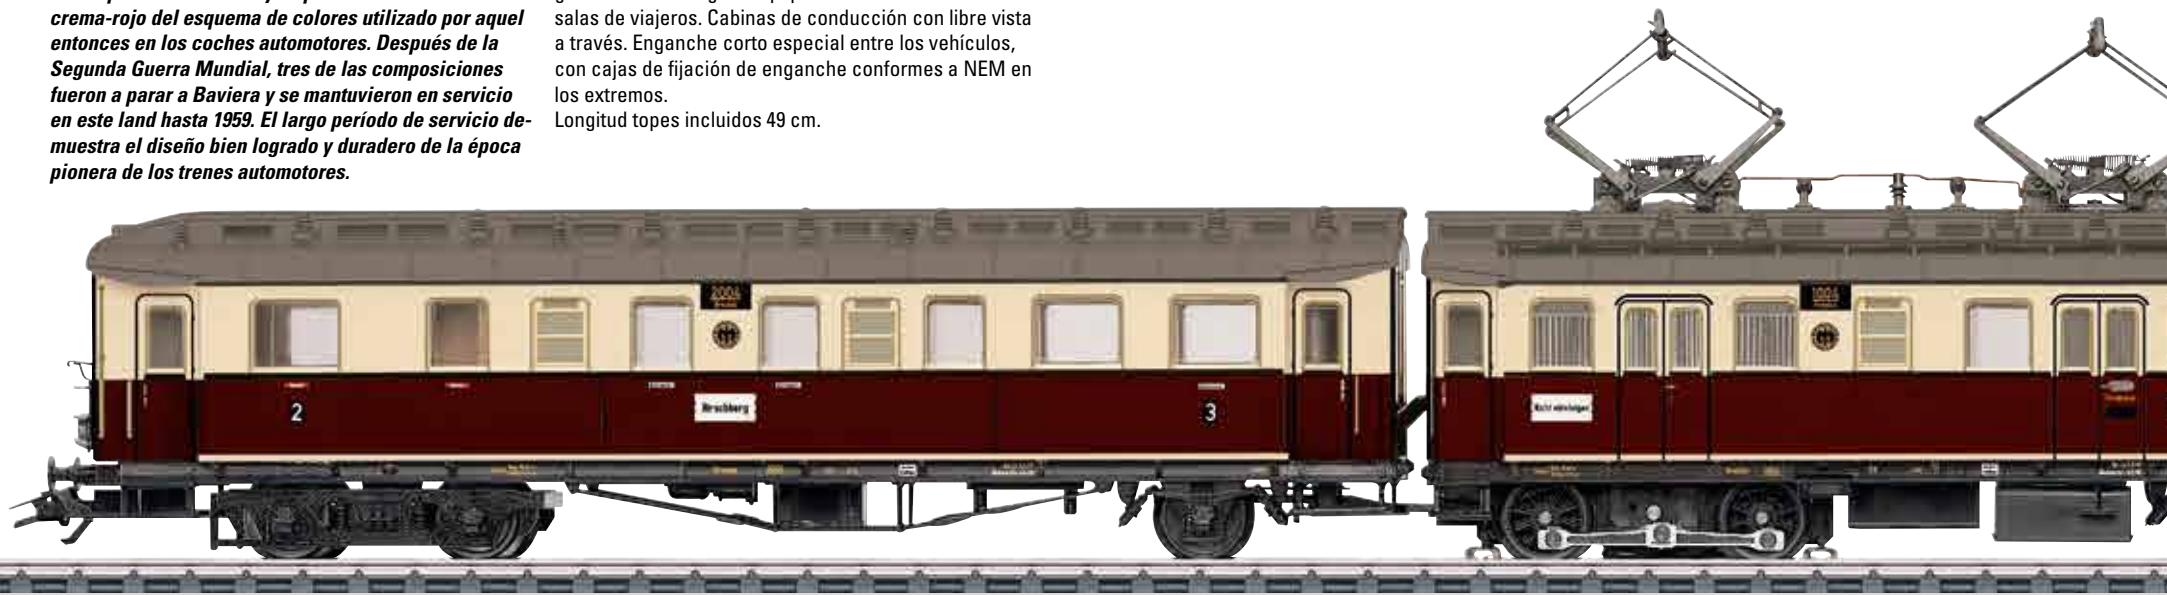 crema-rojo del esquema de colores utilizado por aquel
entonces en los coches automotores. Después de la
Segunda Guerra Mundial, tres de las composiciones
fueron a parar a Baviera y se mantuvieron en servicio
en este land hasta 1959. El largo período de servicio de-
muestra el diseño bien logrado y duradero de la época
pionera de los trenes automotores.
salas de viajeros. Cabinas de conducción con libre vista
a través. Enganche corto especial entre los vehículos,
con cajas de fijación de enganche conformes a NEM en
los extremos.
Longitud topes incluidos 49 cm.
2004
1004
2
Hirschberg
3